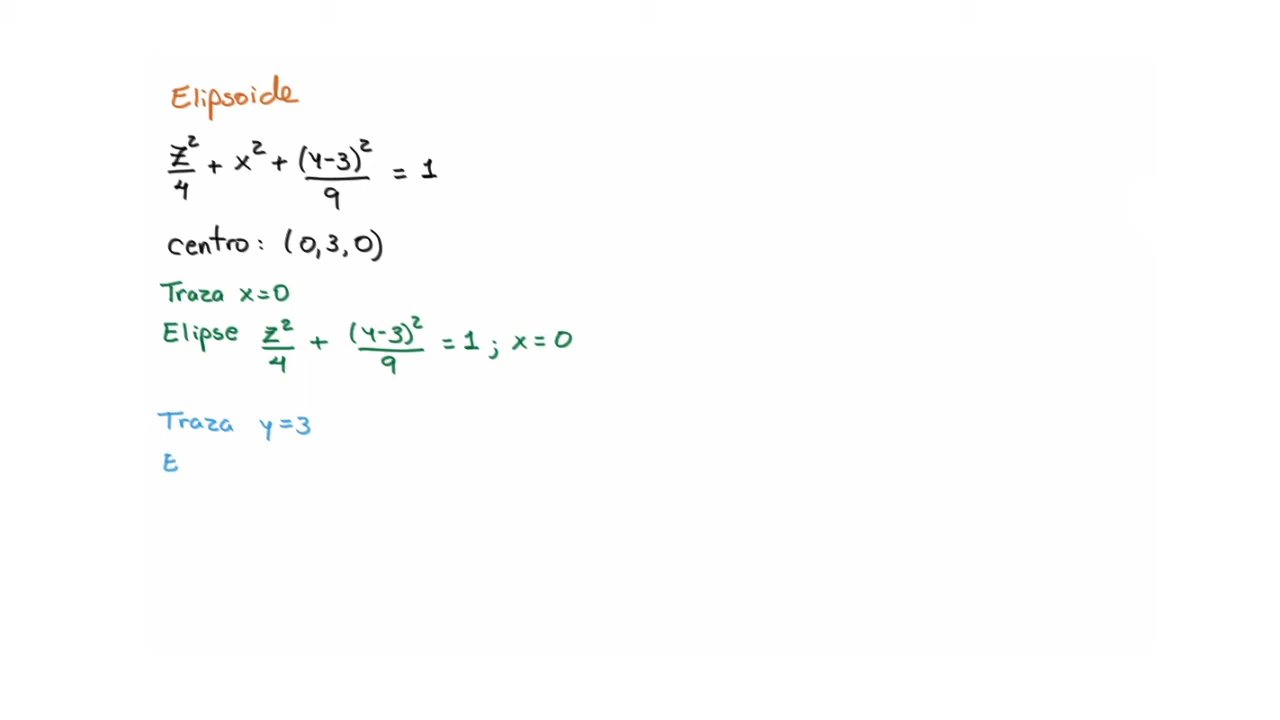 Elipsoide
z²/4 + x² + (y-3)²/9 = 1
centro: (0,3,0)
Traza x=0
Elipse z²/4 + (y-3)²/9 = 1 ; x=0
Traza y=3
E